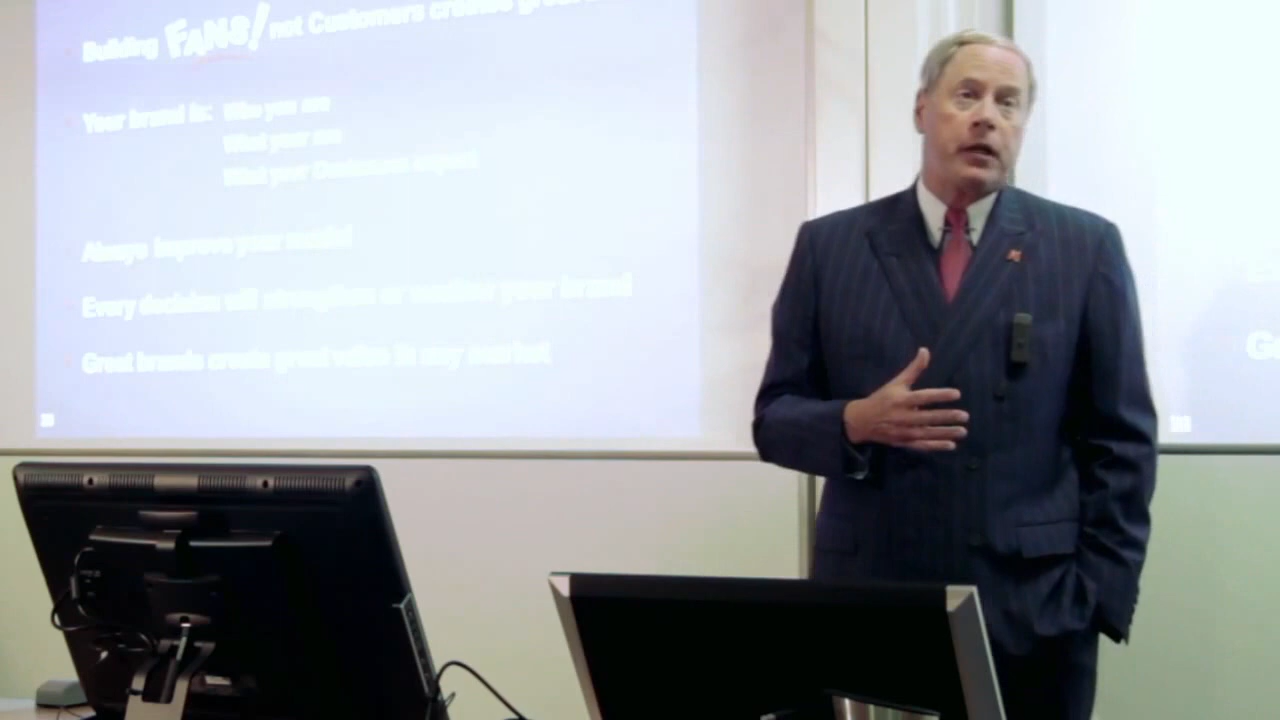 Building FANS! not Customers creates great
Your brand is: Who you are
What your are
What your Customers expect
Always improve your model
Every decision will strengthen or weaken your brand
Great brands create great value in any market